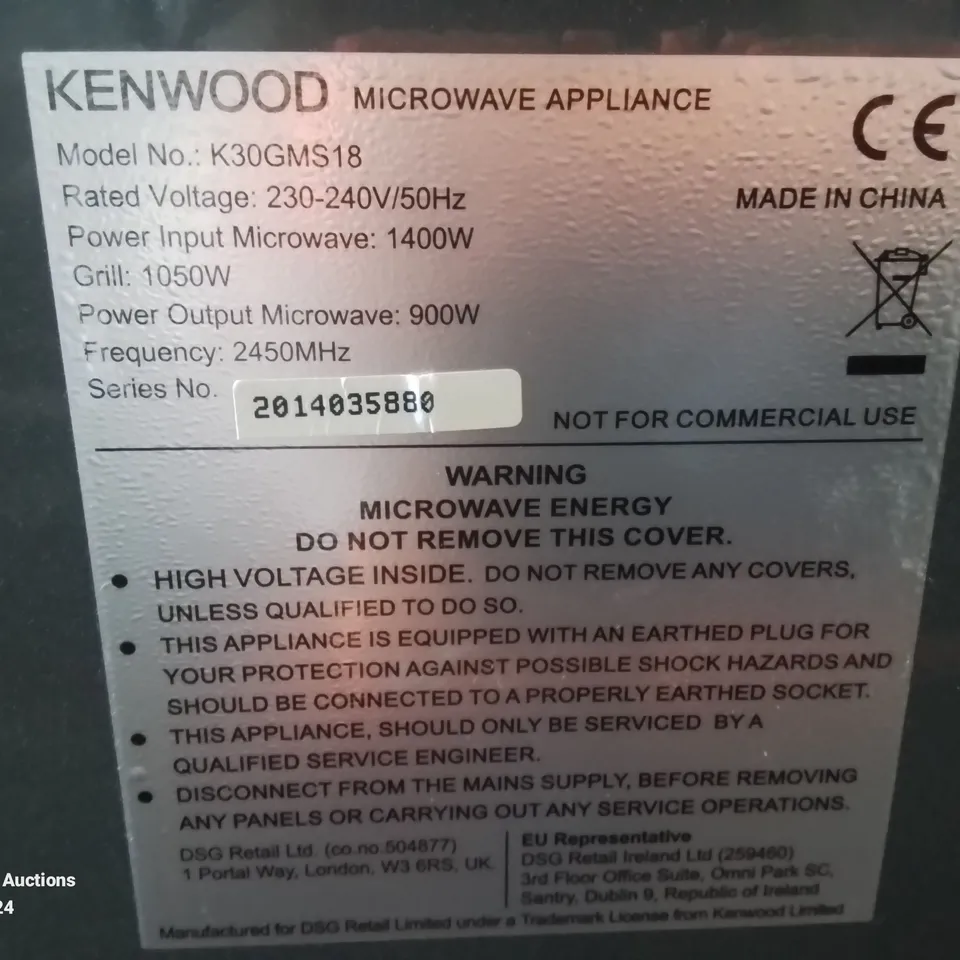 KENWOOD MICROWAVE APPLIANCE
CE
Model No.: K30GMS18
Rated Voltage: 230-240V/50Hz
MADE IN CHINA
Power Input Microwave: 1400W
Grill: 1050W
Power Output Microwave: 900W
Frequency: 2450MHz
Series No. 2014035880
NOT FOR COMMERCIAL USE
WARNING
MICROWAVE ENERGY
DO NOT REMOVE THIS COVER.
• HIGH VOLTAGE INSIDE. DO NOT REMOVE ANY COVERS,
UNLESS QUALIFIED TO DO SO.
• THIS APPLIANCE IS EQUIPPED WITH AN EARTHED PLUG FOR
YOUR PROTECTION AGAINST POSSIBLE SHOCK HAZARDS AND
SHOULD BE CONNECTED TO A PROPERLY EARTHED SOCKET.
• THIS APPLIANCE, SHOULD ONLY BE SERVICED BY A
QUALIFIED SERVICE ENGINEER.
• DISCONNECT FROM THE MAINS SUPPLY, BEFORE REMOVING
ANY PANELS OR CARRYING OUT ANY SERVICE OPERATIONS.
DSG Retail Ltd. (co.no.504877)
1 Portal Way, London, W3 6RS, UK.
EU Representative
DSG Retail Ireland Ltd (259460)
3rd Floor Office Suite, Omni Park SC,
Santry, Dublin 9, Republic of Ireland
Manufactured for DSG Retail Limited under a Trademark License from Kenwood Limited
Auctions
24